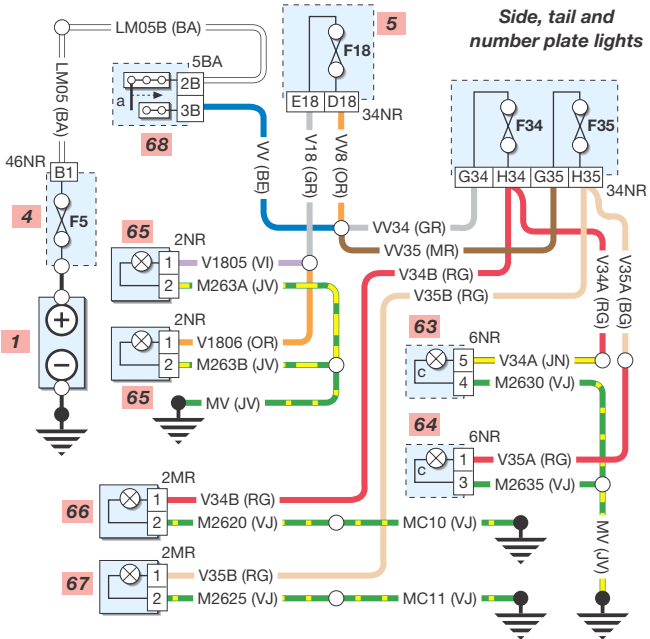 Side, tail and
number plate lights
LM05B (BA)
5
F18
5BA
2B
3B
a
68
E18 D18
34NR
LM05 (BA)
F34 F35
G34 H34 G35 H35
34NR
46NR
B1
4
F5
VV (BE)
V18 (GR)
VV8 (OR)
VV34 (GR)
VV35 (MR)
V34B (RG)
V35B (RG)
V34A (RG)
V35A (BG)
65
2NR
1 V1805 (VI)
2 M263A (JV)
1
2NR
1 V1806 (OR)
2 M263B (JV)
65
MV (JV)
63
6NR
c
5 V34A (JN)
4 M2630 (VJ)
64
6NR
c
1 V35A (RG)
3 M2635 (VJ)
MV (JV)
2MR
66
1 V34B (RG)
2 M2620 (VJ) MC10 (VJ)
2MR
67
1 V35B (RG)
2 M2625 (VJ) MC11 (VJ)